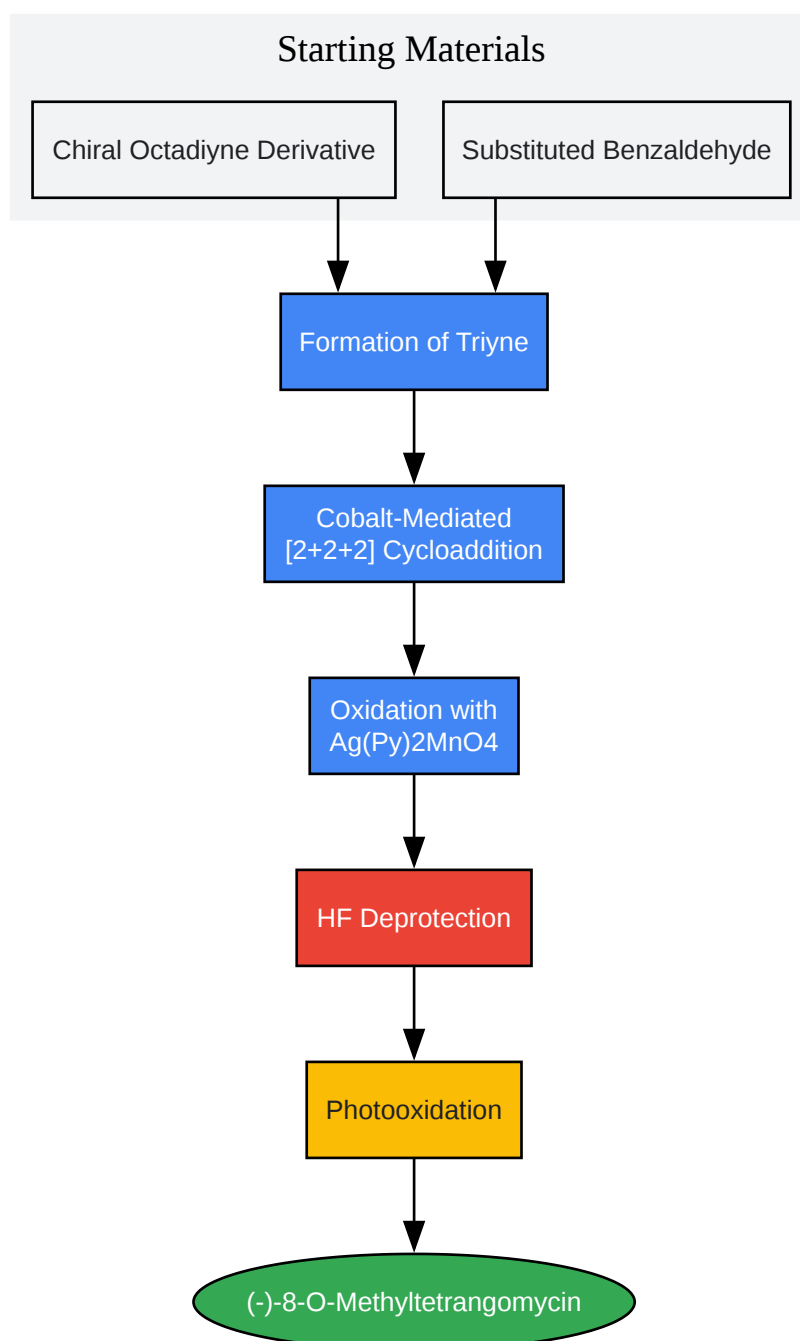 Starting Materials
Chiral Octadiyne Derivative
Substituted Benzaldehyde
Formation of Triyne
Cobalt-Mediated
[2+2+2] Cycloaddition
Oxidation with
Ag(Py)2MnO4
HF Deprotection
Photooxidation
(-)-8-O-Methyltetrangomycin